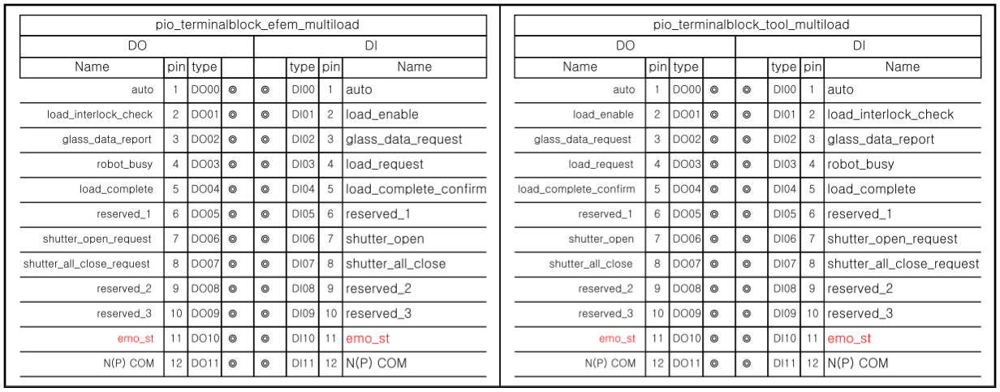 pio_terminalblock_efem_multiload
DO DI
Name pin type type pin Name
auto 1 DO00 ◎ ◎ DI00 1 auto
load_interlock_check 2 DO01 ◎ ◎ DI01 2 load_enable
glass_data_report 3 DO02 ◎ ◎ DI02 3 glass_data_request
robot_busy 4 DO03 ◎ ◎ DI03 4 load_request
load_complete 5 DO04 ◎ ◎ DI04 5 load_complete_confirm
reserved_1 6 DO05 ◎ ◎ DI05 6 reserved_1
shutter_open_request 7 DO06 ◎ ◎ DI06 7 shutter_open
shutter_all_close_request 8 DO07 ◎ ◎ DI07 8 shutter_all_close
reserved_2 9 DO08 ◎ ◎ DI08 9 reserved_2
reserved_3 10 DO09 ◎ ◎ DI09 10 reserved_3
emo_st 11 DO10 ◎ ◎ DI10 11 emo_st
N(P) COM 12 DO11 ◎ ◎ DI11 12 N(P) COM
pio_terminalblock_tool_multiload
DO DI
Name pin type type pin Name
auto 1 DO00 ◎ ◎ DI00 1 auto
load_enable 2 DO01 ◎ ◎ DI01 2 load_interlock_check
glass_data_request 3 DO02 ◎ ◎ DI02 3 glass_data_report
load_request 4 DO03 ◎ ◎ DI03 4 robot_busy
load_complete_confirm 5 DO04 ◎ ◎ DI04 5 load_complete
reserved_1 6 DO05 ◎ ◎ DI05 6 reserved_1
shutter_open 7 DO06 ◎ ◎ DI06 7 shutter_open_request
shutter_all_close 8 DO07 ◎ ◎ DI07 8 shutter_all_close_request
reserved_2 9 DO08 ◎ ◎ DI08 9 reserved_2
reserved_3 10 DO09 ◎ ◎ DI09 10 reserved_3
emo_st 11 DO10 ◎ ◎ DI10 11 emo_st
N(P) COM 12 DO11 ◎ ◎ DI11 12 N(P) COM